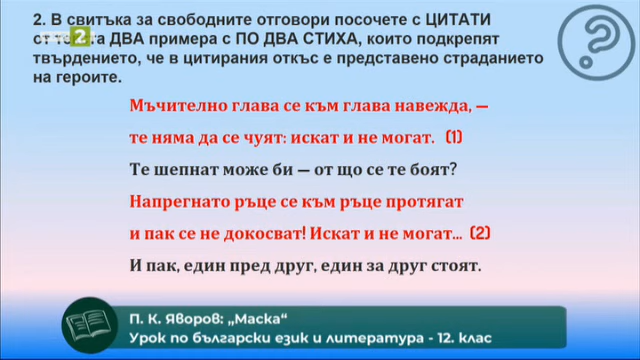 2. В свитъка за свободните отговори посочете с ЦИТАТИ
от текста ДВА примера с ПО ДВА СТИХА, които подкрепят
твърдението, че в цитирания откъс е представено страданието
на героите.
Мъчително глава се към глава навежда, —
те няма да се чуят: искат и не могат. (1)
Те шепнат може би — от що се те боят?
Напрегнато ръце се към ръце протягат
и пак се не докосват! Искат и не могат... (2)
И пак, един пред друг, един за друг стоят.
П. К. Яворов: „Маска“
Урок по български език и литература - 12. клас